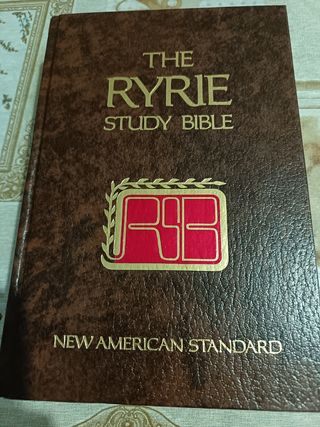 THE
RYRIE
STUDY BIBLE
RSB
NEW AMERICAN STANDARD